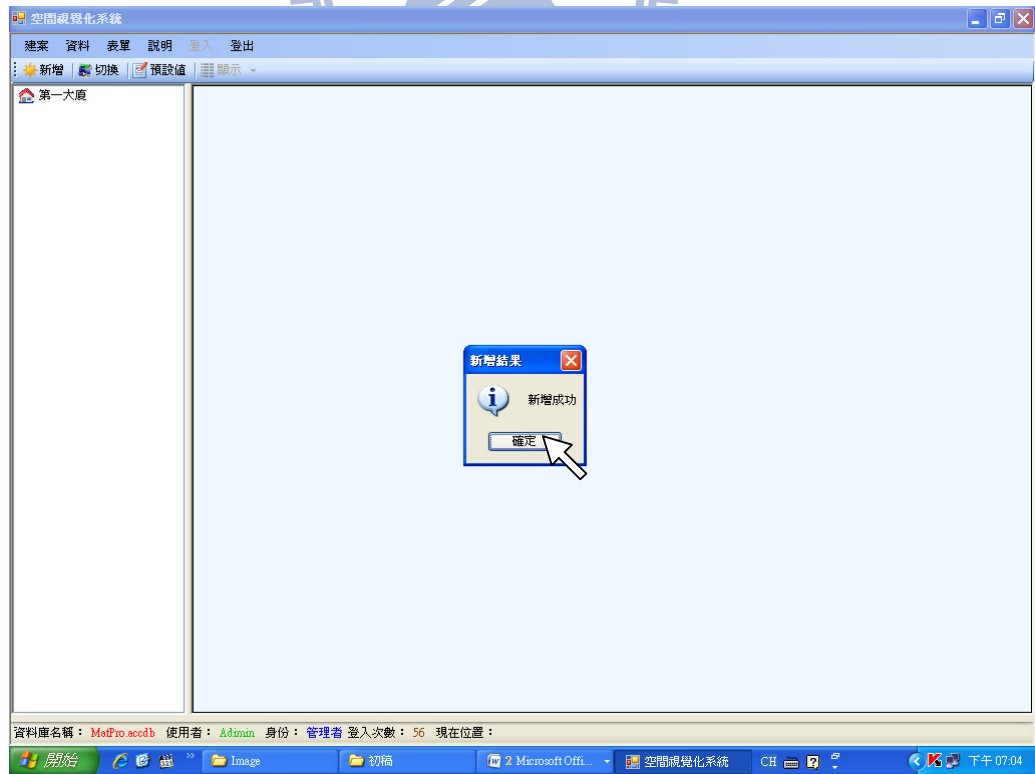 空間視覺化系統
建案 資料 表單 說明 登入 登出
新增 切換 預設值 顯示
第一大廈
新增結果
新增成功
確定
資料庫名稱： MatPro.accdb 使用者： Adimin 身份： 管理者 登入次數： 56 現在位置：
開始 Image 初稿 2 Microsoft Offi... 空間視覺化系統 CH 下午 07:04